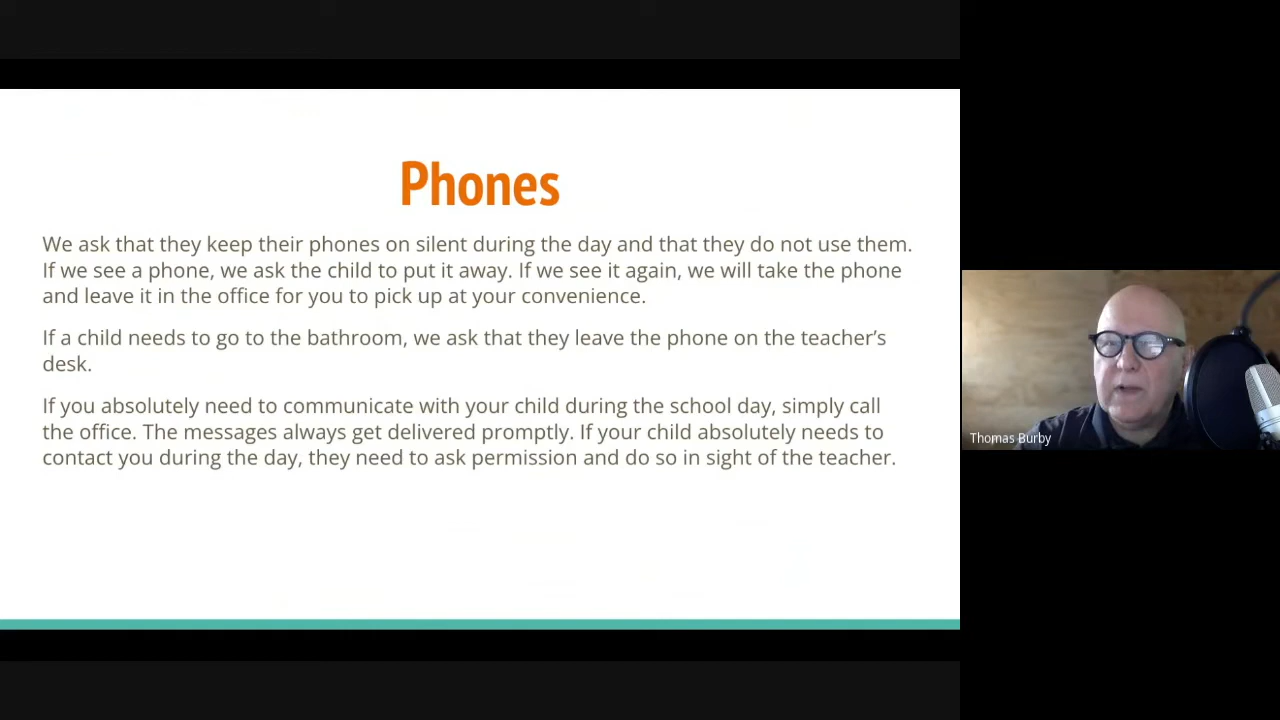 Phones
We ask that they keep their phones on silent during the day and that they do not use them.
If we see a phone, we ask the child to put it away. If we see it again, we will take the phone
and leave it in the office for you to pick up at your convenience.
If a child needs to go to the bathroom, we ask that they leave the phone on the teacher’s
desk.
If you absolutely need to communicate with your child during the school day, simply call
the office. The messages always get delivered promptly. If your child absolutely needs to
contact you during the day, they need to ask permission and do so in sight of the teacher.
Thomas Burby